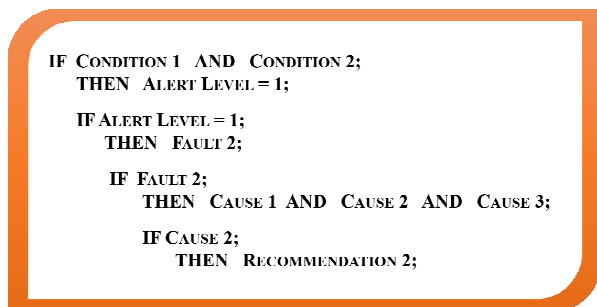 IF CONDITION 1 AND CONDITION 2;
THEN ALERT LEVEL = 1;
IF ALERT LEVEL = 1;
THEN FAULT 2;
IF FAULT 2;
THEN CAUSE 1 AND CAUSE 2 AND CAUSE 3;
IF CAUSE 2;
THEN RECOMMENDATION 2;